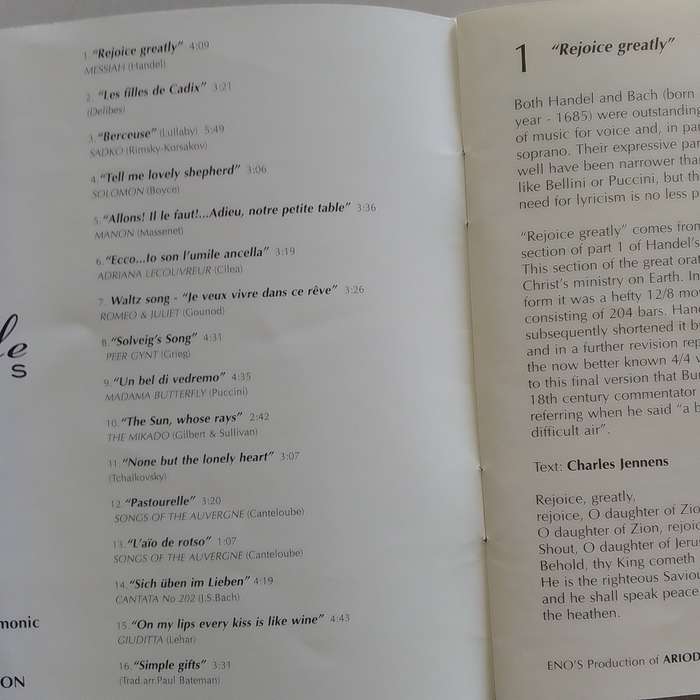 1. "Rejoice greatly" 4:09
MESSIAH (Handel)
2. "Les filles de Cadix" 3:21
(Delibes)
3. "Berceuse" (Lullaby) 5:49
SADKO (Rimsky-Korsakov)
4. "Tell me lovely shepherd" 3:06
SOLOMON (Boyce)
5. "Allons! Il le faut!...Adieu, notre petite table" 3:36
MANON (Massenet)
6. "Ecco...Io son l'umile ancella" 3:19
ADRIANA LECOUVREUR (Cilea)
7. Waltz song - "Je veux vivre dans ce rêve" 3:26
ROMEO & JULIET (Gounod)
8. "Solveig's Song" 4:31
PEER GYNT (Grieg)
9. "Un bel di vedremo" 4:35
MADAMA BUTTERFLY (Puccini)
10. "The Sun, whose rays" 2:42
THE MIKADO (Gilbert & Sullivan)
11. "None but the lonely heart" 3:07
(Tchaikovsky)
12. "Pastourelle" 3:20
SONGS OF THE AUVERGNE (Canteloube)
13. "L'aïo de rotso" 1:07
SONGS OF THE AUVERGNE (Canteloube)
14. "Sich üben im Lieben" 4:19
CANTATA No 202 (J.S.Bach)
15. "On my lips every kiss is like wine" 4:43
GIUDITTA (Lehar)
16. "Simple gifts" 3:31
(Trad.arr.Paul Bateman)
le
S
monic
ON
1 "Rejoice greatly"
Both Handel and Bach (born
year - 1685) were outstanding
of music for voice and, in par
soprano. Their expressive par
well have been narrower tha
like Bellini or Puccini, but th
need for lyricism is no less p
"Rejoice greatly" comes from
section of part 1 of Handel's
This section of the great orat
Christ's ministry on Earth. In
form it was a hefty 12/8 mov
consisting of 204 bars. Hand
subsequently shortened it b
and in a further revision rep
the now better known 4/4 v
to this final version that Bur
18th century commentator
referring when he said "a b
difficult air".
Text: Charles Jennens
Rejoice, greatly,
rejoice, O daughter of Zio
O daughter of Zion, rejoic
Shout, O daughter of Jerus
Behold, thy King cometh
He is the righteous Saviou
and he shall speak peace
the heathen.
ENO'S Production of ARIOD